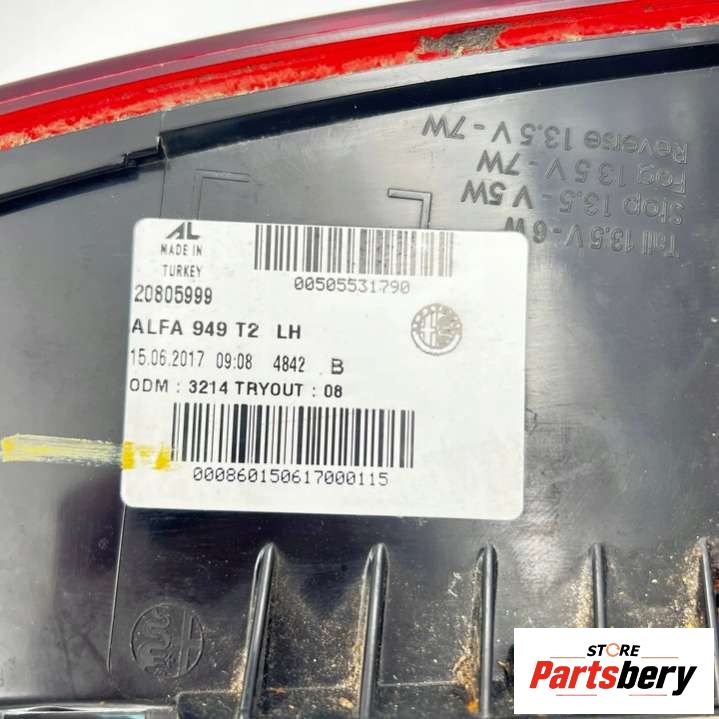 Reverse 13.5 V - 7W
Fog 13.5 V - 7W
Stop 13.5 - V 5W
Tail 13.5 V - 6W
AL
MADE IN
TURKEY
00505531790
20805999
ALFA 949 T2 LH
15.06.2017 09:08 4842 B
ODM : 3214 TRYOUT : 08
000860150617000115
STORE
Partsbery